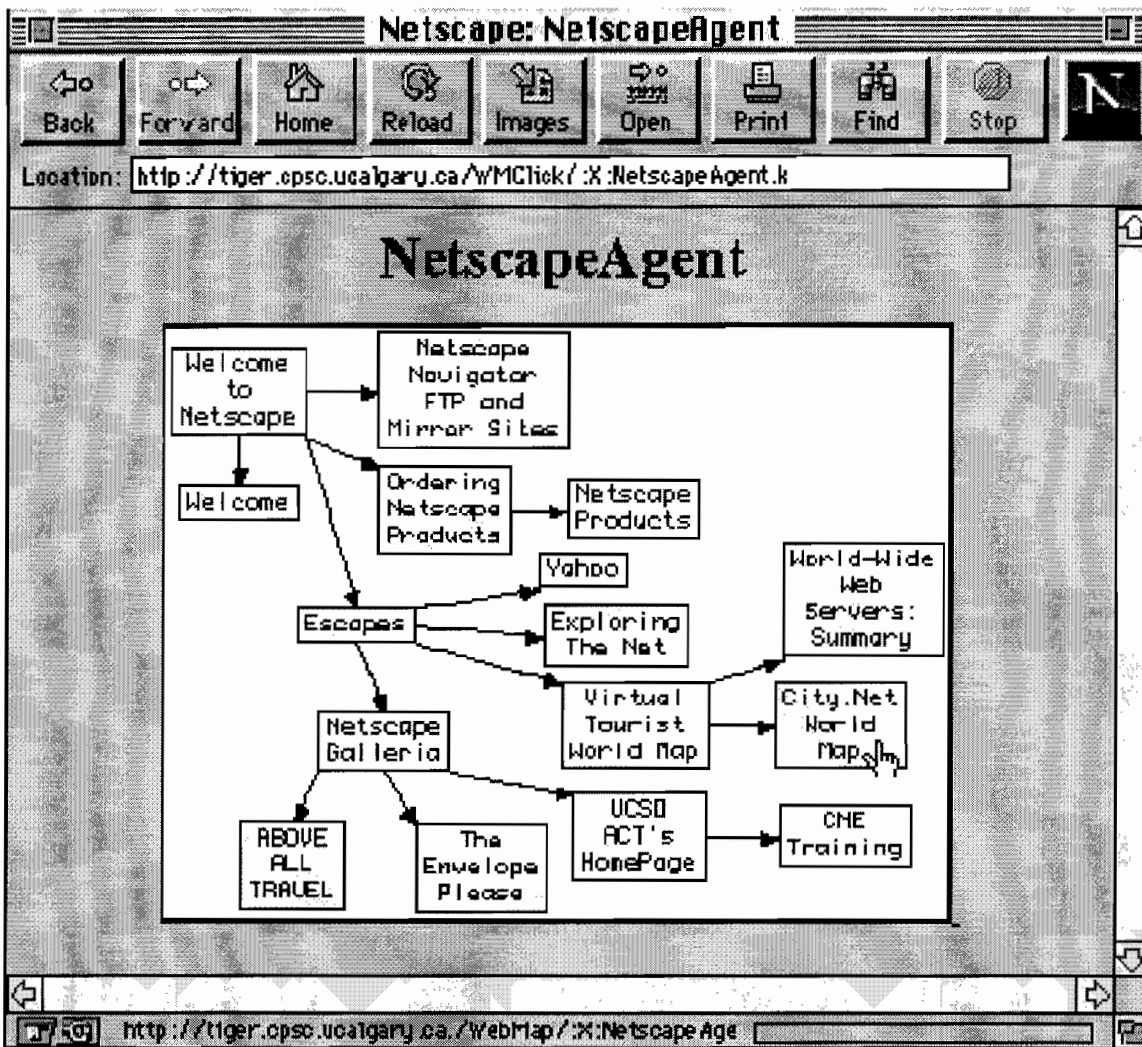 Netscape: NetscapeAgent
Back
Forward
Home
Reload
Images
Open
Print
Find
Stop
N
Location: http://tiger.cpsc.ucalgary.ca/WMClick/:X:NetscapeAgent.k
NetscapeAgent
Welcome
to
Netscape
Netscape
Navigator
FTP and
Mirror Sites
Welcome
Ordering
Netscape
Products
Netscape
Products
Yahoo
World-Wide
Web
Servers:
Summary
Escapes
Exploring
The Net
Virtual
Tourist
World Map
City.Net
World
Map
Netscape
Galleria
ABOVE
ALL
TRAVEL
The
Envelope
Please
UCSD
ACT's
HomePage
CNE
Training
http://tiger.cpsc.ucalgary.ca./WebMap/:X:NetscapeAge